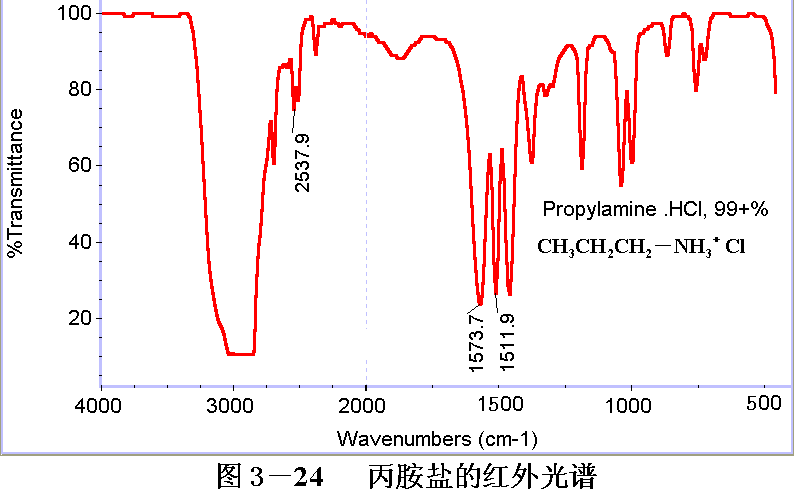 100
80
60
40
20
%Transmittance
2537.9
1573.7
1511.9
Propylamine .HCl, 99+%
CH₃CH₂CH₂－NH₃⁺ Cl
4000 3000 2000 1500 1000 500
Wavenumbers (cm-1)
图 3－24 丙胺盐的红外光谱